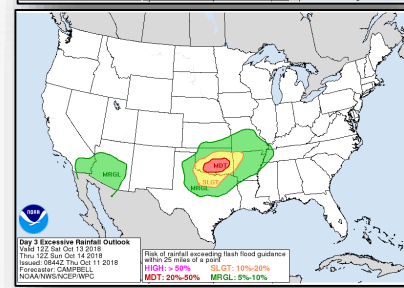 MRGL
MDT
SLGT
MRGL
NOAA
Day 3 Excessive Rainfall Outlook
Valid 12Z Sat Oct 13 2018
Thru 12Z Sun Oct 14 2018
Issued: 0844Z Thu Oct 11 2018
Forecaster: CAMPBELL
NOAA/NWS/NCEP/WPC
Risk of rainfall exceeding flash flood guidance
within 25 miles of a point
HIGH: > 50% SLGT: 10%-20%
MDT: 20%-50% MRGL: 5%-10%